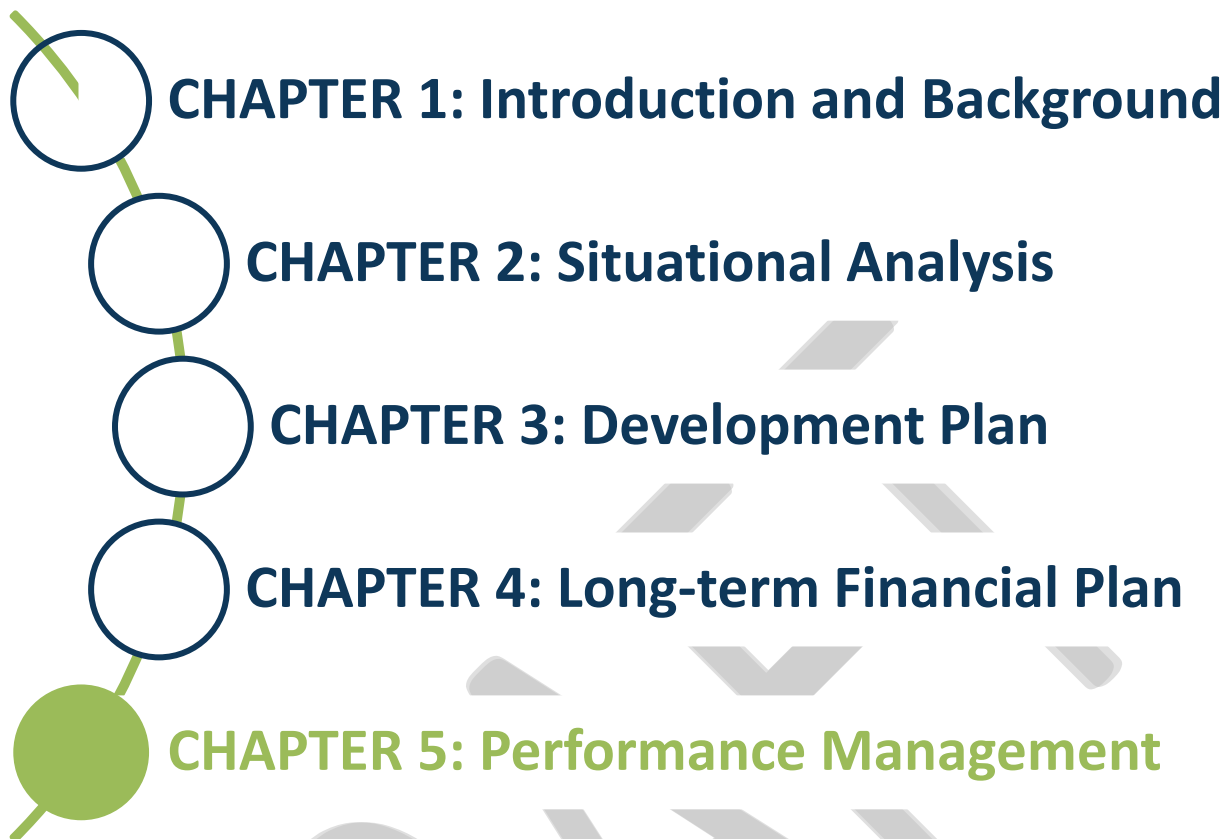 CHAPTER 1: Introduction and Background
CHAPTER 2: Situational Analysis
CHAPTER 3: Development Plan
CHAPTER 4: Long-term Financial Plan
CHAPTER 5: Performance Management